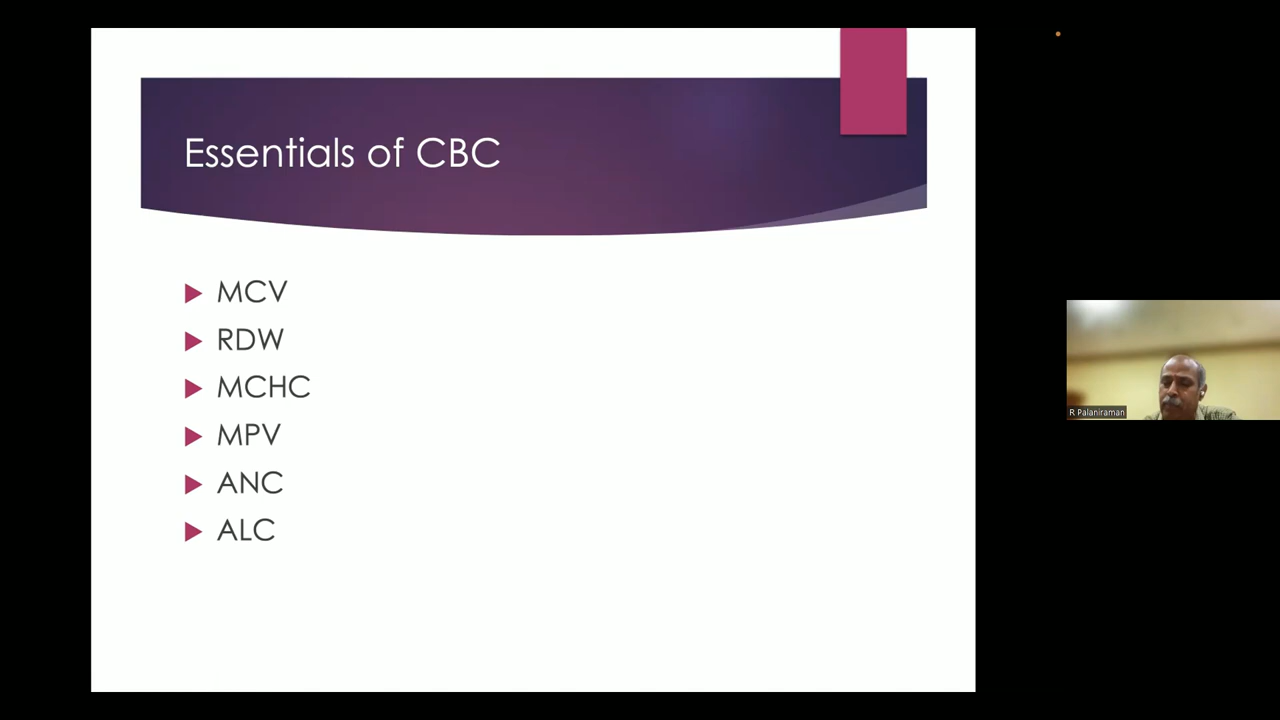 Essentials of CBC
MCV
RDW
MCHC
MPV
ANC
ALC
R Palaniraman